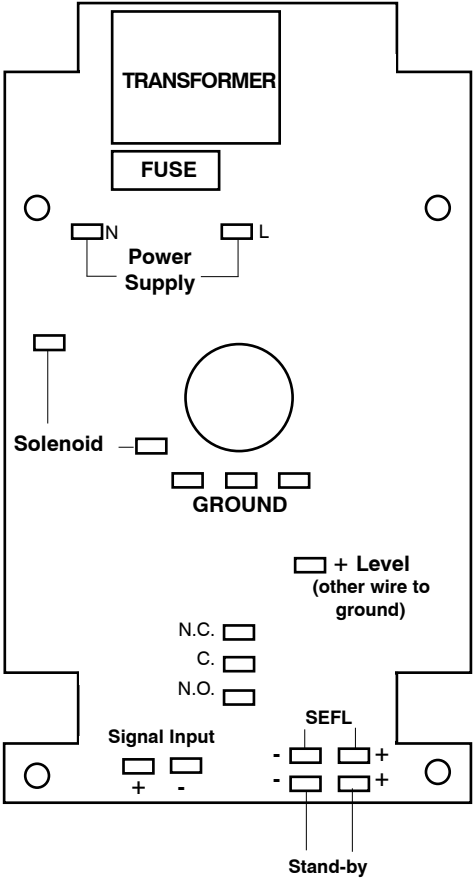 TRANSFORMER
FUSE
N
L
Power
Supply
Solenoid
GROUND
+ Level
(other wire to
ground)
N.C.
C.
N.O.
SEFL
Signal Input
- +
- +
+ -
Stand-by